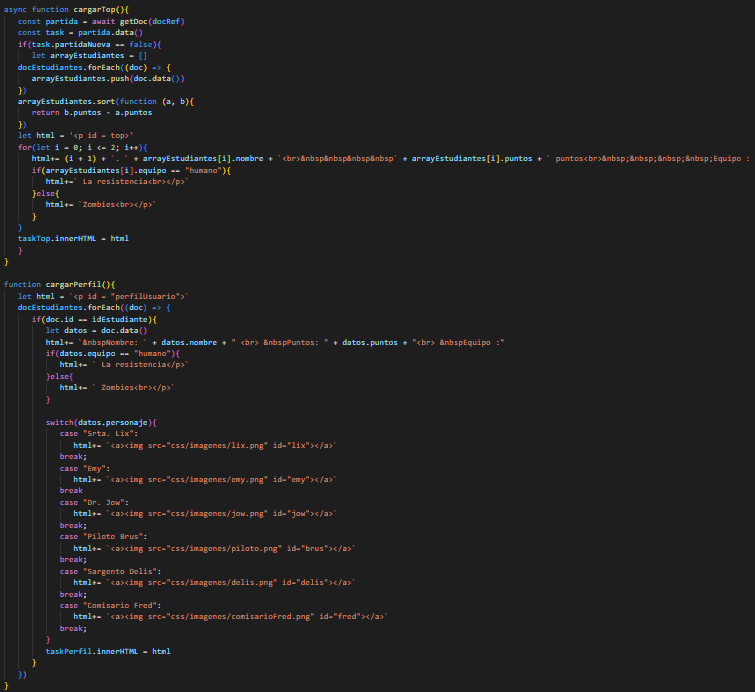 async function cargarTop(){
const partida = await getDoc(docRef)
const task = partida.data()
if(task.partidaNueva == false){
let arrayEstudiantes = []
docEstudiantes.forEach((doc) => {
arrayEstudiantes.push(doc.data())
})
arrayEstudiantes.sort(function (a, b){
return b.puntos - a.puntos
})
let html = '<p id = top>'
for(let i = 0; i <= 2; i++){
html+= (i + 1) + `. ` + arrayEstudiantes[i].nombre + `<br>&nbsp&nbsp&nbsp&nbsp` + arrayEstudiantes[i].puntos + ` puntos<br>&nbsp;&nbsp;&nbsp;&nbsp;Equipo :
if(arrayEstudiantes[i].equipo == "humano"){
html+=` La resistencia<br></p>`
}else{
html+= `Zombies<br></p>`
}
}
taskTop.innerHTML = html
}
}
function cargarPerfil(){
let html = `<p id = "perfilUsuario">`
docEstudiantes.forEach((doc) => {
if(doc.id == idEstudiante){
let datos = doc.data()
html+= `&nbspNombre: ` + datos.nombre + " <br> &nbspPuntos: " + datos.puntos + "<br> &nbspEquipo :"
if(datos.equipo == "humano"){
html+= ` La resistencia</p>`
}else{
html+= ` Zombies<br></p>`
}
switch(datos.personaje){
case "Srta. Lix":
html+= `<a><img src="css/imagenes/lix.png" id="lix"></a>`
break;
case "Emy":
html+= `<a><img src="css/imagenes/emy.png" id="emy"></a>`
break
case "Dr. Jow":
html+= `<a><img src="css/imagenes/jow.png" id="jow"></a>`
break;
case "Piloto Brus":
html+= `<a><img src="css/imagenes/piloto.png" id="brus"></a>`
break;
case "Sargento Delis":
html+= `<a><img src="css/imagenes/delis.png" id="delis"></a>`
break;
case "Comisario Fred":
html+= `<a><img src="css/imagenes/comisarioFred.png" id="fred"></a>`
break;
}
taskPerfil.innerHTML = html
}
})
}